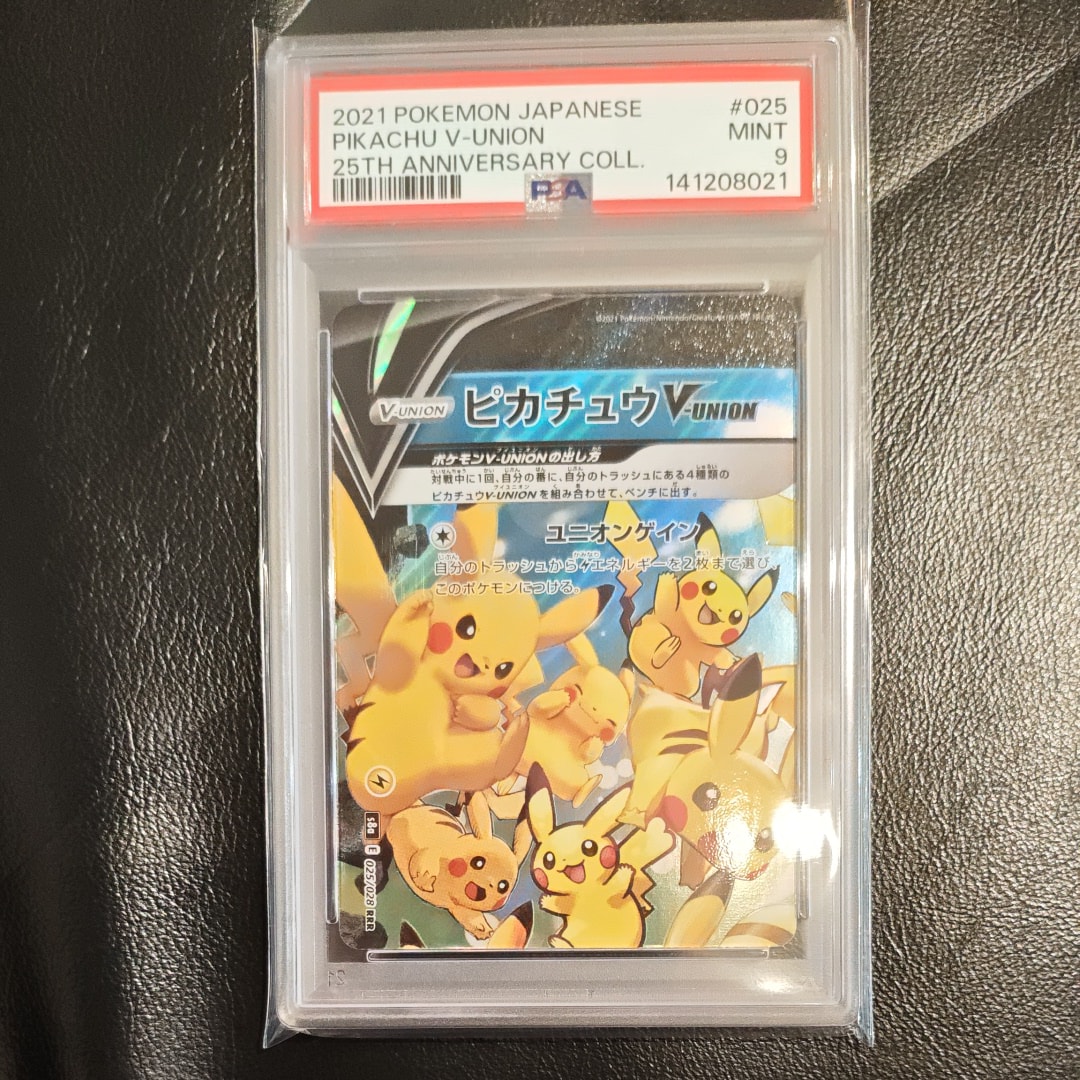 2021 POKEMON JAPANESE #025
PIKACHU V-UNION MINT
25TH ANNIVERSARY COLL. 9
PSA 141208021
©2021 Pokémon/Nintendo/Creatures/GAME FREAK
V-UNION ピカチュウV-UNION
ポケモンV-UNIONの出し方
対戦中に1回、自分の番に、自分のトラッシュにある4種類の
ピカチュウV-UNIONを組み合わせて、ベンチに出す。
ユニオンゲイン
自分のトラッシュからエネルギーを2枚まで選び、
このポケモンにつける。
s8a E 025/028 RRR